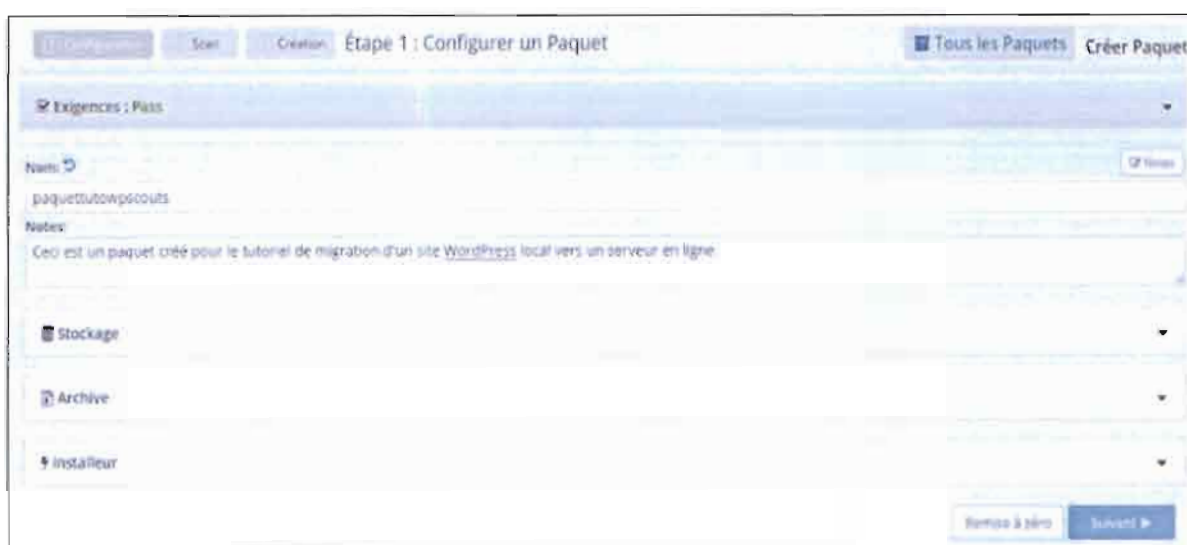 Configuration Scan Création Étape 1 : Configurer un Paquet Tous les Paquets Créer Paquet
Exigences : Pass
Nom:
Notes
paquettutowpscouts
Notes:
Ceci est un paquet créé pour le tutoriel de migration d'un site WordPress local vers un serveur en ligne.
Stockage
Archive
Installeur
Remise à zéro Suivant